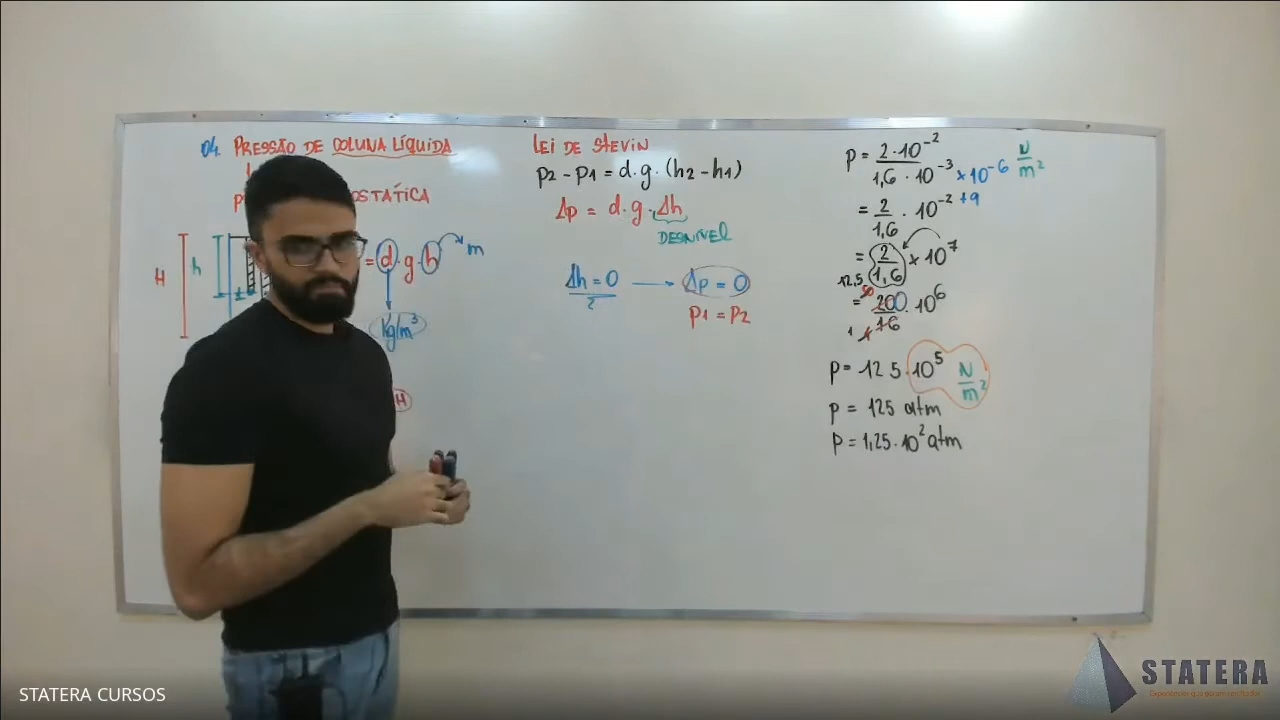 04. PRESSÃO DE COLUNA LÍQUIDA
OSTÁTICA
H
h
= d . g . h
m
kg/m³
H
LEI DE STEVIN
p2 - p1 = d.g.(h2 - h1)
Δp = d.g.Δh
DESNÍVEL
Δh = 0 → Δp = 0
p1 = p2
p = 2·10⁻² / 1,6·10⁻³ × 10⁻⁶ N/m²
= 2/1,6 · 10⁻² ⁺⁹
= 2/1,6 × 10⁷
12,5 50
= 200/16 · 10⁶
1 4
p = 12 5 · 10⁵ N/m²
p = 125 atm
p = 1,25 · 10² atm
STATERA CURSOS
STATERA